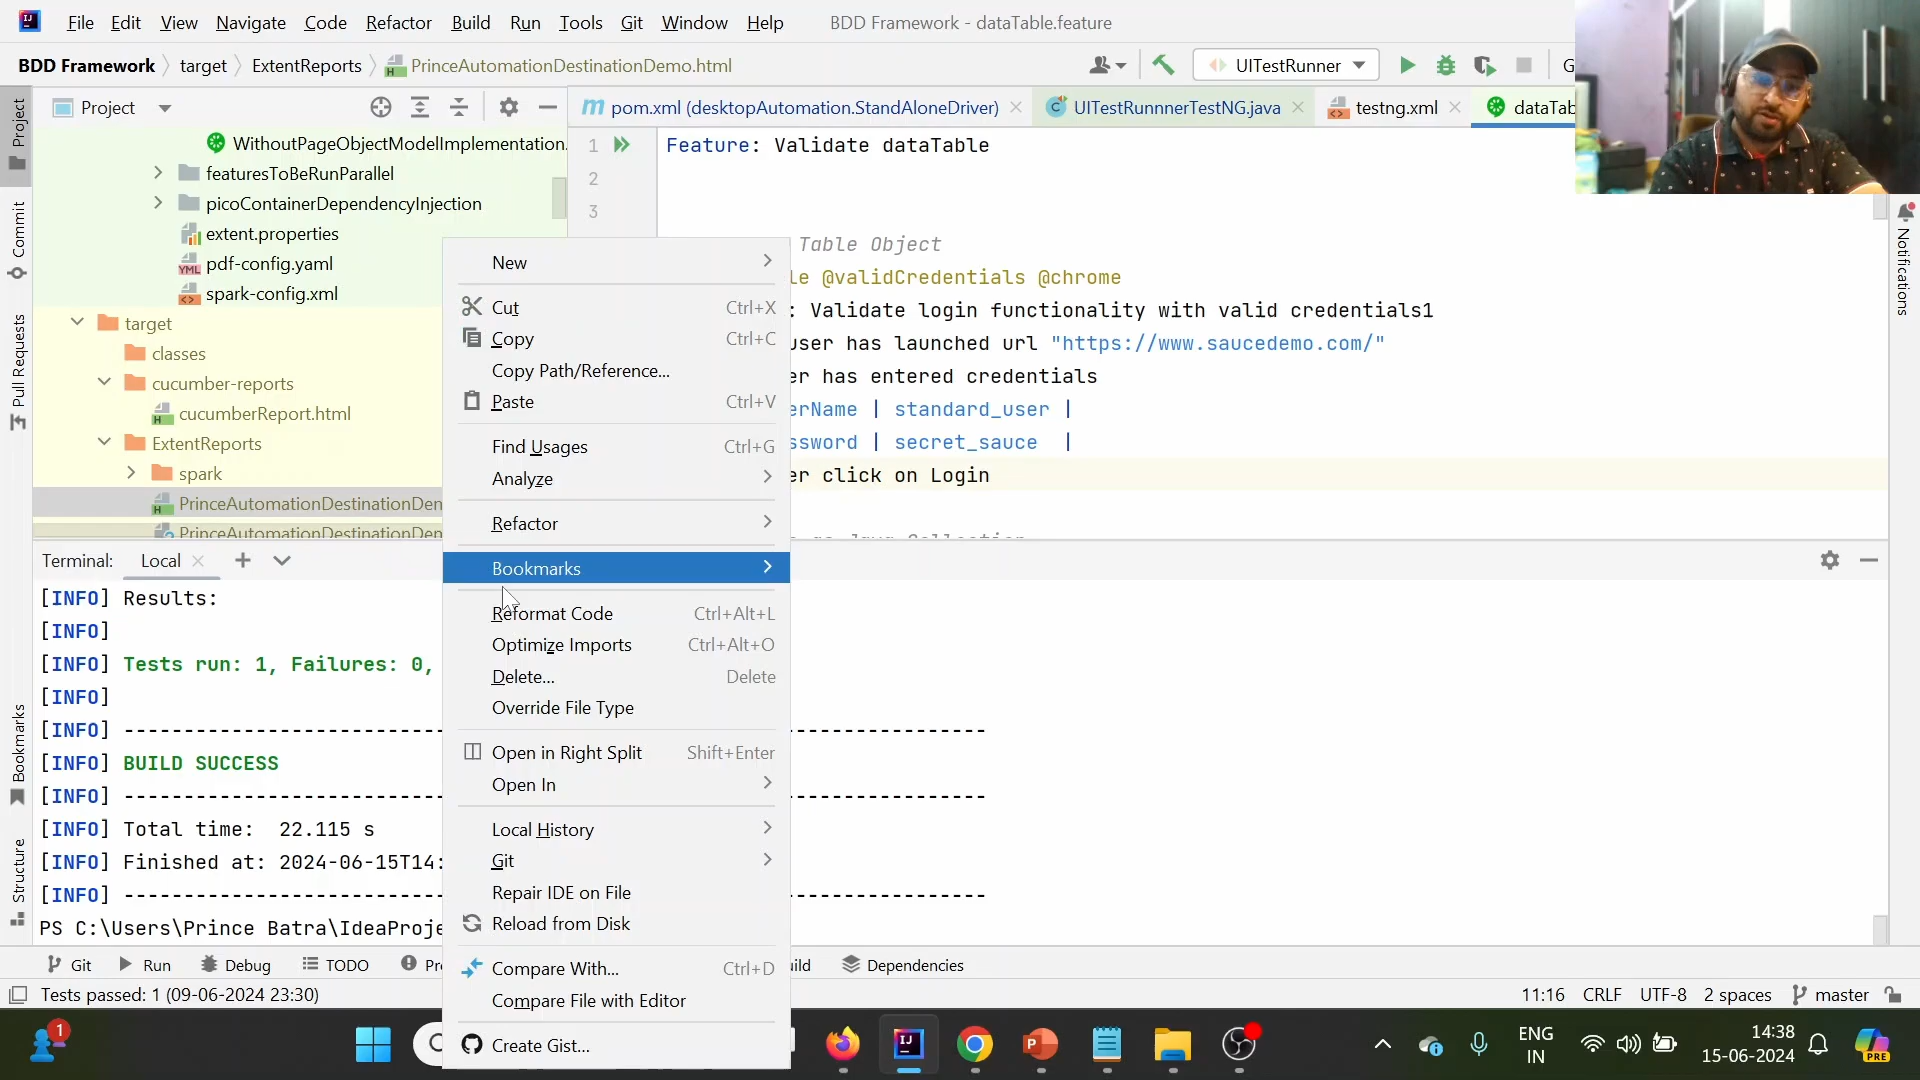 File Edit View Navigate Code Refactor Build Run Tools Git Window Help BDD Framework - dataTable.feature
BDD Framework target ExtentReports PrinceAutomationDestinationDemo.html UITestRunner G
Project
pom.xml (desktopAutomation.StandAloneDriver) UITestRunnnerTestNG.java testng.xml dataTab
WithoutPageObjectModelImplementation.
featuresToBeRunParallel
picoContainerDependencyInjection
extent.properties
pdf-config.yaml
spark-config.xml
target
classes
cucumber-reports
cucumberReport.html
ExtentReports
spark
PrinceAutomationDestinationDem
PrinceAutomationDestinationDem
1 Feature: Validate dataTable
2
3
Table Object
le @validCredentials @chrome
: Validate login functionality with valid credentials1
user has launched url "https://www.saucedemo.com/"
er has entered credentials
erName | standard_user |
ssword | secret_sauce |
er click on Login
New
Cut Ctrl+X
Copy Ctrl+C
Copy Path/Reference...
Paste Ctrl+V
Find Usages Ctrl+G
Analyze
Refactor
Bookmarks
Reformat Code Ctrl+Alt+L
Optimize Imports Ctrl+Alt+O
Delete... Delete
Override File Type
Open in Right Split Shift+Enter
Open In
Local History
Git
Repair IDE on File
Reload from Disk
Compare With... Ctrl+D
Compare File with Editor
Create Gist...
Terminal: Local
[INFO] Results:
[INFO]
[INFO] Tests run: 1, Failures: 0,
[INFO]
[INFO] ------------------------------------------------------------------------
[INFO] BUILD SUCCESS
[INFO] ------------------------------------------------------------------------
[INFO] Total time: 22.115 s
[INFO] Finished at: 2024-06-15T14:
[INFO] ------------------------------------------------------------------------
PS C:\Users\Prince Batra\IdeaProje
Project
Commit
Pull Requests
Bookmarks
Structure
Notifications
Git Run Debug TODO Pr ild Dependencies
Tests passed: 1 (09-06-2024 23:30) 11:16 CRLF UTF-8 2 spaces master
1
ENG
IN
14:38
15-06-2024
PRE